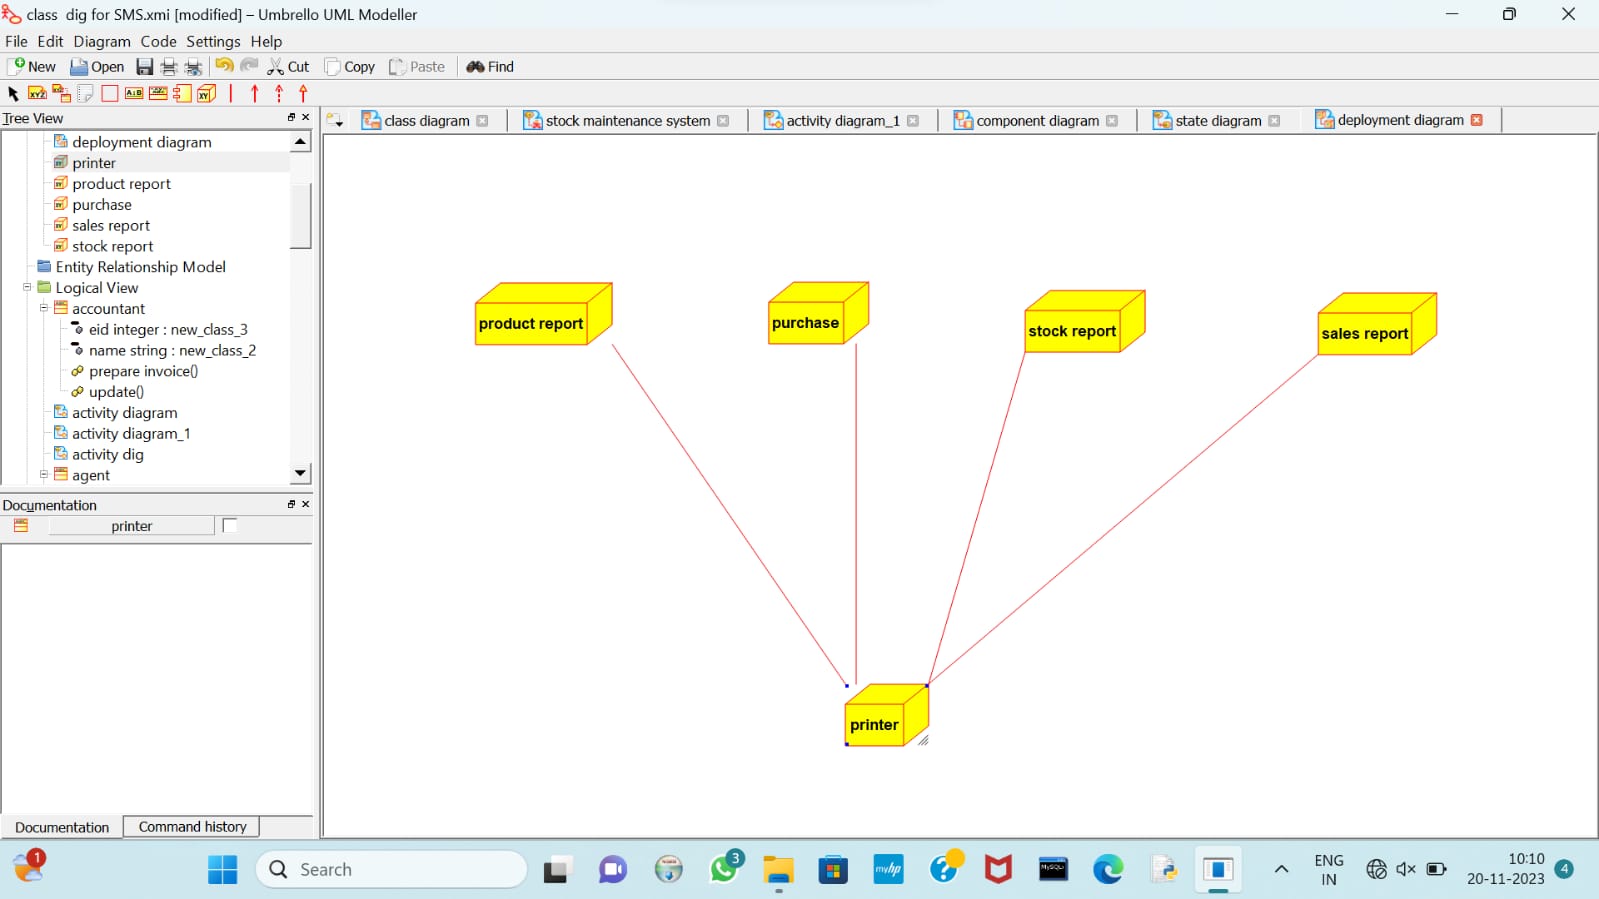 class dig for SMS.xmi [modified] – Umbrello UML Modeller
File Edit Diagram Code Settings Help
New Open Cut Copy Paste Find
Tree View
class diagram
stock maintenance system
activity diagram_1
component diagram
state diagram
deployment diagram
deployment diagram
printer
product report
purchase
sales report
stock report
Entity Relationship Model
Logical View
accountant
eid integer : new_class_3
name string : new_class_2
prepare invoice()
update()
activity diagram
activity diagram_1
activity dig
agent
Documentation
printer
Documentation
Command history
product report
purchase
stock report
sales report
printer
1
Search
3
myhp
MySQL
ENG
IN
10:10
20-11-2023
4